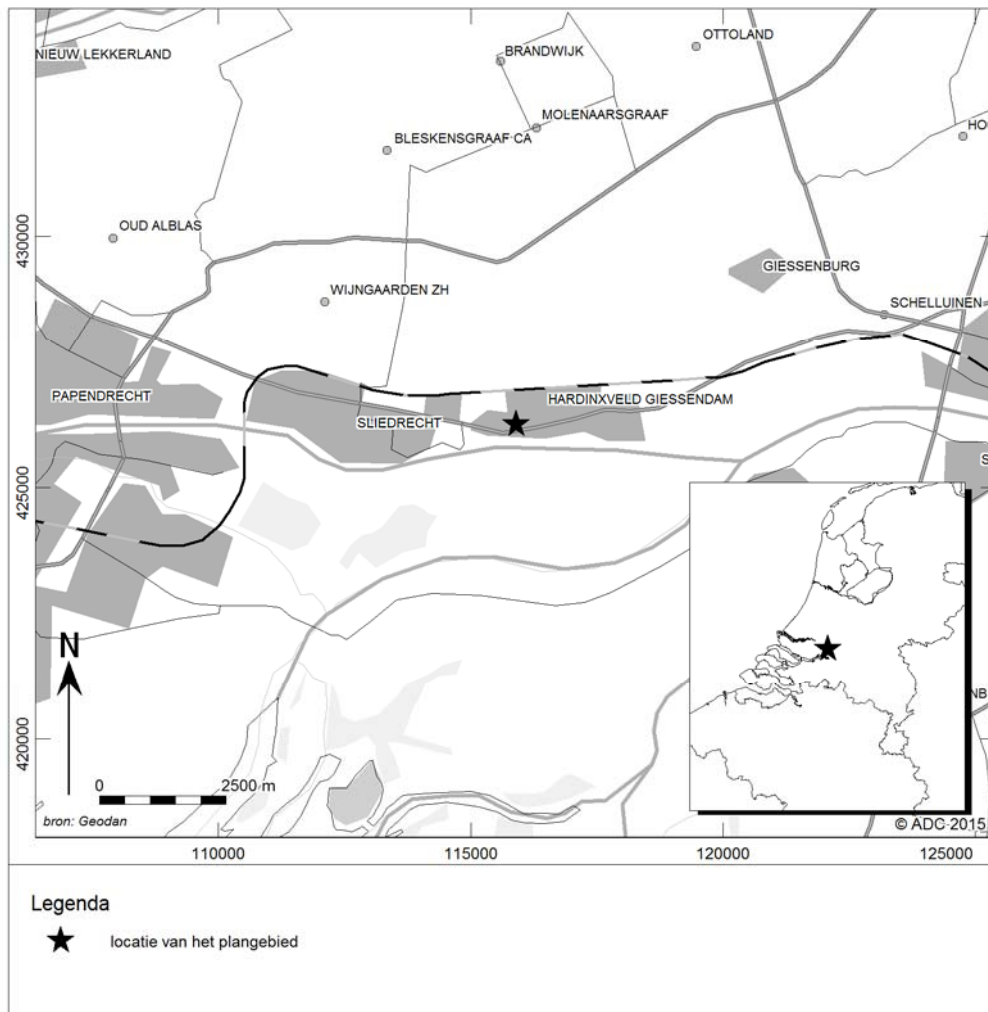 OTTOLAND
BRANDWIJK
NIEUW LEKKERLAND
MOLENAARSGRAAF
HO
BLESKENSGRAAF CA
430000
OUD ALBLAS
GIESSENBURG
WIJNGAARDEN ZH
SCHELLUINEN
PAPENDRECHT
HARDINXVELD GIESSENDAM
SLIEDRECHT
S
425000
N
NB
420000
0
2500 m
bron: Geodan
© ADC 2015
110000
115000
120000
125000
Legenda
locatie van het plangebied